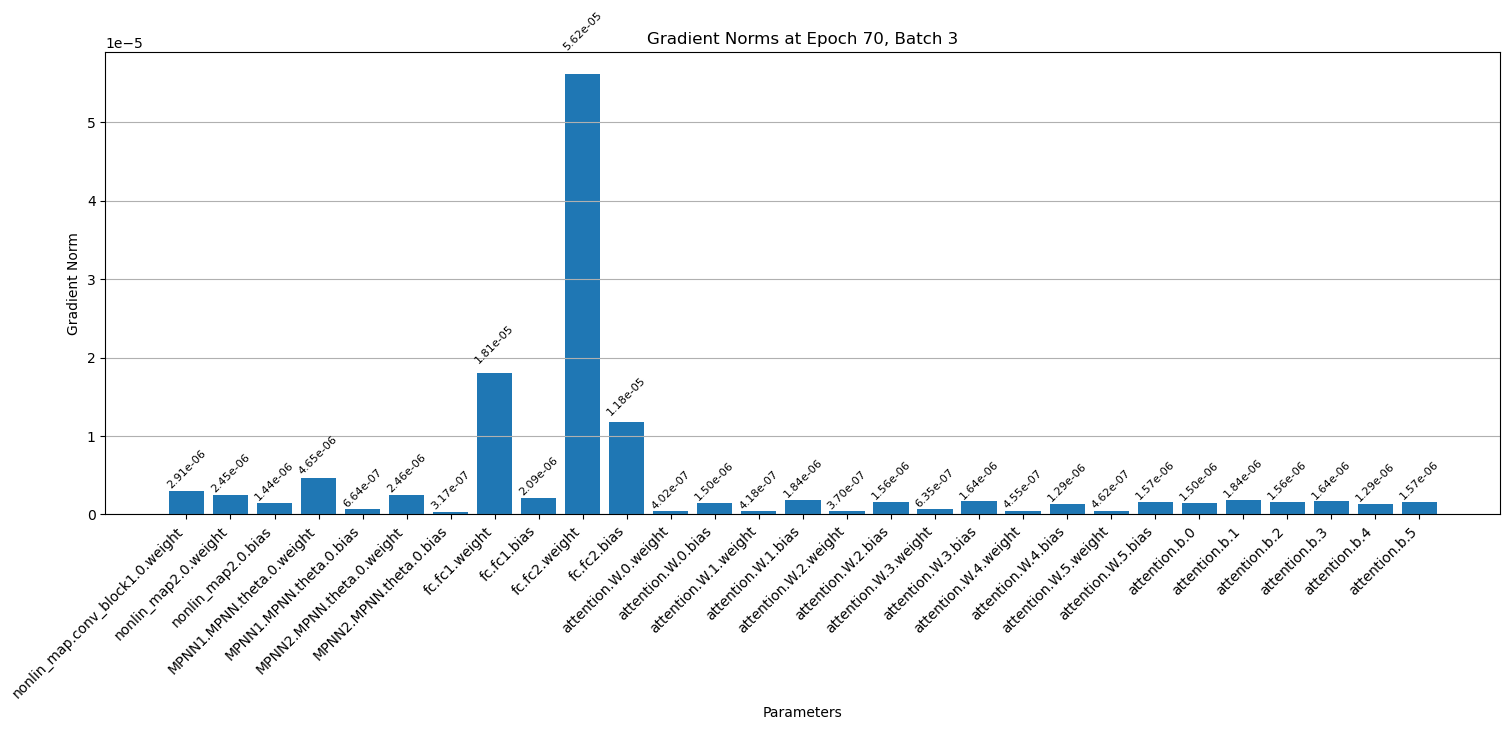 Gradient Norms at Epoch 70, Batch 3
1e−5
5
4
3
2
1
0
Gradient Norm
2.91e-06
2.45e-06
1.44e-06
4.65e-06
6.64e-07
2.46e-06
3.17e-07
1.81e-05
2.09e-06
5.62e-05
1.18e-05
4.02e-07
1.50e-06
4.18e-07
1.84e-06
3.70e-07
1.56e-06
6.35e-07
1.64e-06
4.55e-07
1.29e-06
4.62e-07
1.57e-06
1.50e-06
1.84e-06
1.56e-06
1.64e-06
1.29e-06
1.57e-06
nonlin_map.conv_block1.0.weight
nonlin_map2.0.weight
nonlin_map2.0.bias
MPNN1.MPNN.theta.0.weight
MPNN1.MPNN.theta.0.bias
MPNN2.MPNN.theta.0.weight
MPNN2.MPNN.theta.0.bias
fc.fc1.weight
fc.fc1.bias
fc.fc2.weight
fc.fc2.bias
attention.W.0.weight
attention.W.0.bias
attention.W.1.weight
attention.W.1.bias
attention.W.2.weight
attention.W.2.bias
attention.W.3.weight
attention.W.3.bias
attention.W.4.weight
attention.W.4.bias
attention.W.5.weight
attention.W.5.bias
attention.b.0
attention.b.1
attention.b.2
attention.b.3
attention.b.4
attention.b.5
Parameters